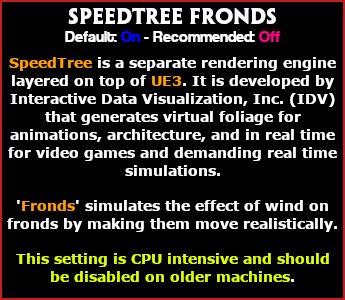 SPEEDTREE FRONDS
Default: On - Recommended: Off
SpeedTree is a separate rendering engine
layered on top of UE3. It is developed by
Interactive Data Visualization, Inc. (IDV)
that generates virtual foliage for
animations, architecture, and in real time
for video games and demanding real time
simulations.
'Fronds' simulates the effect of wind on
fronds by making them move realistically.
This setting is CPU intensive and should
be disabled on older machines.